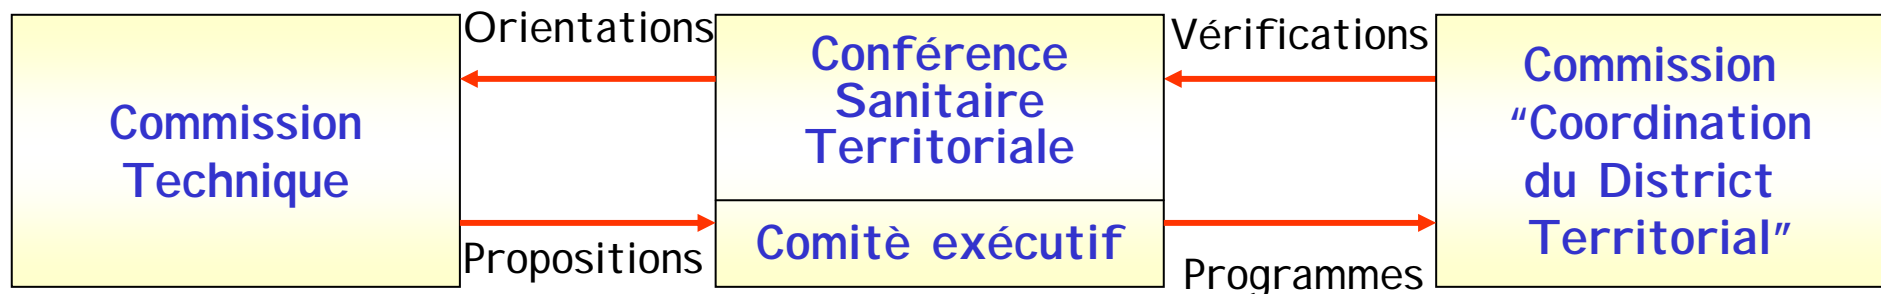 Commission
Technique
Orientations
Propositions
Conférence
Sanitaire
Territoriale
Comitè exécutif
Vérifications
Programmes
Commission
“Coordination
du District
Territorial”